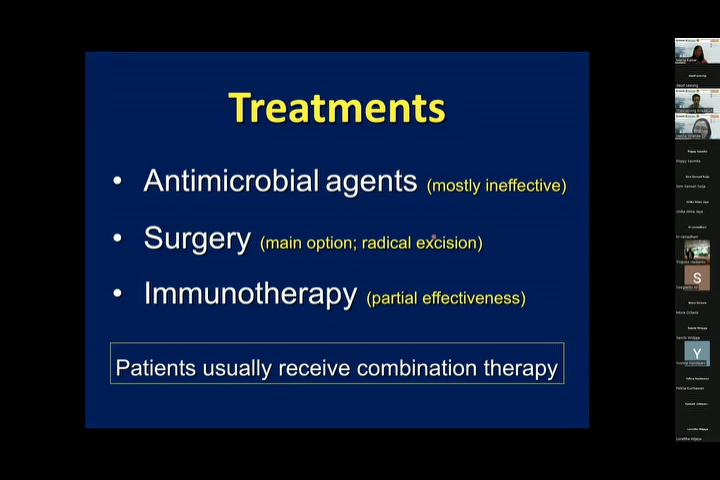 Treatments
• Antimicrobial agents (mostly ineffective)
• Surgery (main option; radical excision)
• Immunotherapy (partial effectiveness)
Patients usually receive combination therapy
S
Y